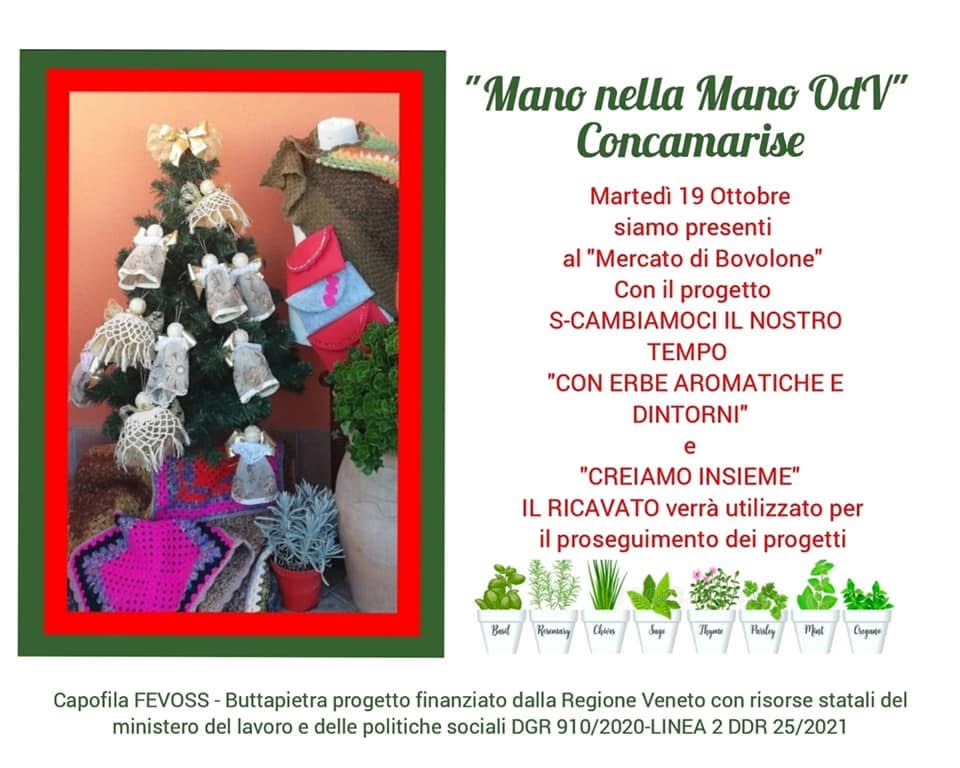 "Mano nella Mano OdV"
Concamarise
Martedì 19 Ottobre
siamo presenti
al "Mercato di Bovolone"
Con il progetto
S-CAMBIAMOCI IL NOSTRO
TEMPO
"CON ERBE AROMATICHE E
DINTORNI"
e
"CREIAMO INSIEME"
IL RICAVATO verrà utilizzato per
il proseguimento dei progetti
Basil Rosemary Chives Sage Thyme Parsley Mint Oregano
Capofila FEVOSS - Buttapietra progetto finanziato dalla Regione Veneto con risorse statali del
ministero del lavoro e delle politiche sociali DGR 910/2020-LINEA 2 DDR 25/2021